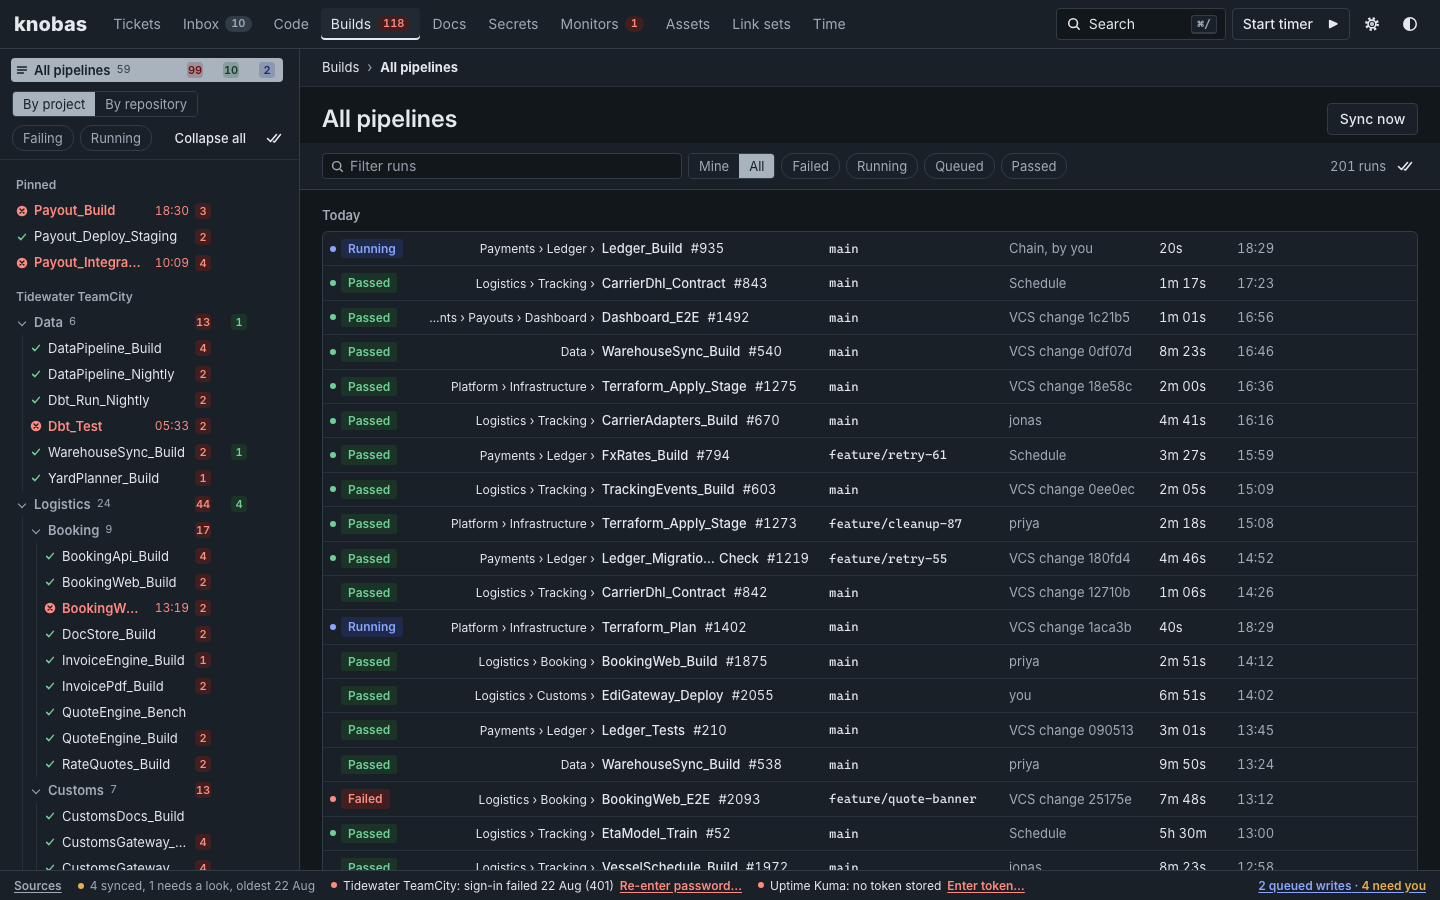 knobas Tickets Inbox 10 Code Builds 118 Docs Secrets Monitors 1 Assets Link sets Time Search ⌘/ Start timer
All pipelines 59 99 10 2
By project By repository
Failing Running Collapse all
Pinned
Payout_Build 18:30 3
Payout_Deploy_Staging 2
Payout_Integra... 10:09 4
Tidewater TeamCity
Data 6 13 1
DataPipeline_Build 4
DataPipeline_Nightly 2
Dbt_Run_Nightly 2
Dbt_Test 05:33 2
WarehouseSync_Build 2 1
YardPlanner_Build 1
Logistics 24 44 4
Booking 9 17
BookingApi_Build 4
BookingWeb_Build 2
BookingW... 13:19 2
DocStore_Build 2
InvoiceEngine_Build 1
InvoicePdf_Build 2
QuoteEngine_Bench
QuoteEngine_Build 2
RateQuotes_Build 2
Customs 7 13
CustomsDocs_Build
CustomsGateway_... 4
CustomsGateway 4
Builds › All pipelines
All pipelines Sync now
Filter runs Mine All Failed Running Queued Passed 201 runs
Today
Running Payments › Ledger › Ledger_Build #935 main Chain, by you 20s 18:29
Passed Logistics › Tracking › CarrierDhl_Contract #843 main Schedule 1m 17s 17:23
Passed ...nts › Payouts › Dashboard › Dashboard_E2E #1492 main VCS change 1c21b5 1m 01s 16:56
Passed Data › WarehouseSync_Build #540 main VCS change 0df07d 8m 23s 16:46
Passed Platform › Infrastructure › Terraform_Apply_Stage #1275 main VCS change 18e58c 2m 00s 16:36
Passed Logistics › Tracking › CarrierAdapters_Build #670 main jonas 4m 41s 16:16
Passed Payments › Ledger › FxRates_Build #794 feature/retry-61 Schedule 3m 27s 15:59
Passed Logistics › Tracking › TrackingEvents_Build #603 main VCS change 0ee0ec 2m 05s 15:09
Passed Platform › Infrastructure › Terraform_Apply_Stage #1273 feature/cleanup-87 priya 2m 18s 15:08
Passed Payments › Ledger › Ledger_Migratio... Check #1219 feature/retry-55 VCS change 180fd4 4m 46s 14:52
Passed Logistics › Tracking › CarrierDhl_Contract #842 main VCS change 12710b 1m 06s 14:26
Running Platform › Infrastructure › Terraform_Plan #1402 main VCS change 1aca3b 40s 18:29
Passed Logistics › Booking › BookingWeb_Build #1875 main priya 2m 51s 14:12
Passed Logistics › Customs › EdiGateway_Deploy #2055 main you 6m 51s 14:02
Passed Payments › Ledger › Ledger_Tests #210 main VCS change 090513 3m 01s 13:45
Passed Data › WarehouseSync_Build #538 main priya 9m 50s 13:24
Failed Logistics › Booking › BookingWeb_E2E #2093 feature/quote-banner VCS change 25175e 7m 48s 13:12
Passed Logistics › Tracking › EtaModel_Train #52 main Schedule 5h 30m 13:00
Passed Logistics › Tracking › VesselSchedule_Build #1972 main jonas 8m 23s 12:58
Sources 4 synced, 1 needs a look, oldest 22 Aug Tidewater TeamCity: sign-in failed 22 Aug (401) Re-enter password... Uptime Kuma: no token stored Enter token... 2 queued writes · 4 need you